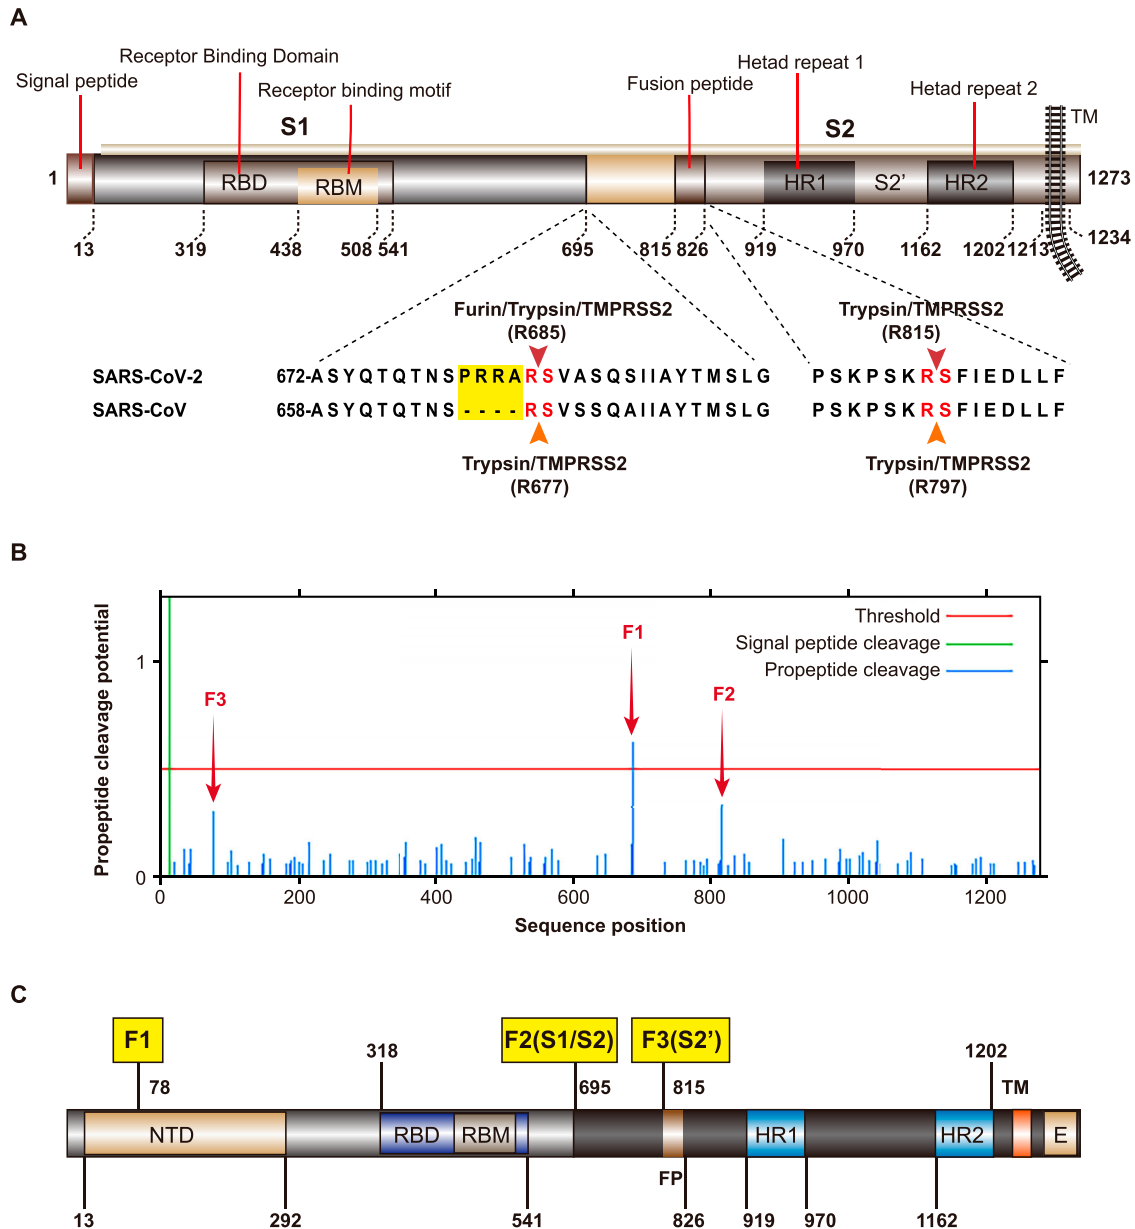 A
Receptor Binding Domain
Signal peptide
Receptor binding motif
Hetad repeat 1
Fusion peptide
Hetad repeat 2
S1
S2
TM
1
RBD
RBM
HR1
S2’
HR2
1273
13
319
438
508
541
695
815
826
919
970
1162
1202
1213
1234
Furin/Trypsin/TMPRSS2
(R685)
Trypsin/TMPRSS2
(R815)
SARS-CoV-2
672-A S Y Q T Q T N S P R R A R S V A S Q S I I A Y T M S L G
P S K P S K R S F I E D L L F
SARS-CoV
658-A S Y Q T Q T N S - - - - R S V S S Q A I I A Y T M S L G
P S K P S K R S F I E D L L F
Trypsin/TMPRSS2
(R677)
Trypsin/TMPRSS2
(R797)
B
Propeptide cleavage potential
1
0
F3
F1
F2
Threshold
Signal peptide cleavage
Propeptide cleavage
0
200
400
600
800
1000
1200
Sequence position
C
F1
F2(S1/S2)
F3(S2’)
78
318
695
815
1202
TM
NTD
RBD
RBM
HR1
HR2
E
FP
13
292
541
826
919
970
1162